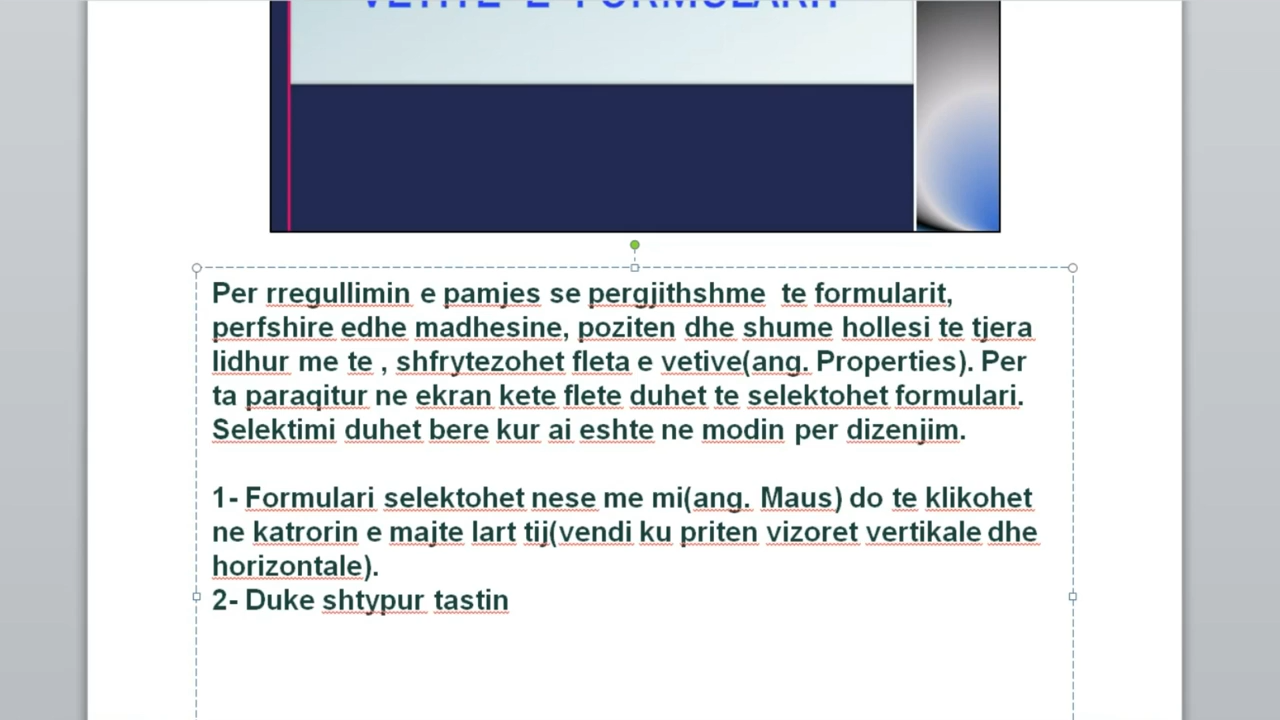 VETITE E FORMULARIT
Per rregullimin e pamjes se pergjithshme te formularit,
perfshire edhe madhesine, poziten dhe shume hollesi te tjera
lidhur me te , shfrytezohet fleta e vetive(ang. Properties). Per
ta paraqitur ne ekran kete flete duhet te selektohet formulari.
Selektimi duhet bere kur ai eshte ne modin per dizenjim.
1- Formulari selektohet nese me mi(ang. Maus) do te klikohet
ne katrorin e majte lart tij(vendi ku priten vizoret vertikale dhe
horizontale).
2- Duke shtypur tastin